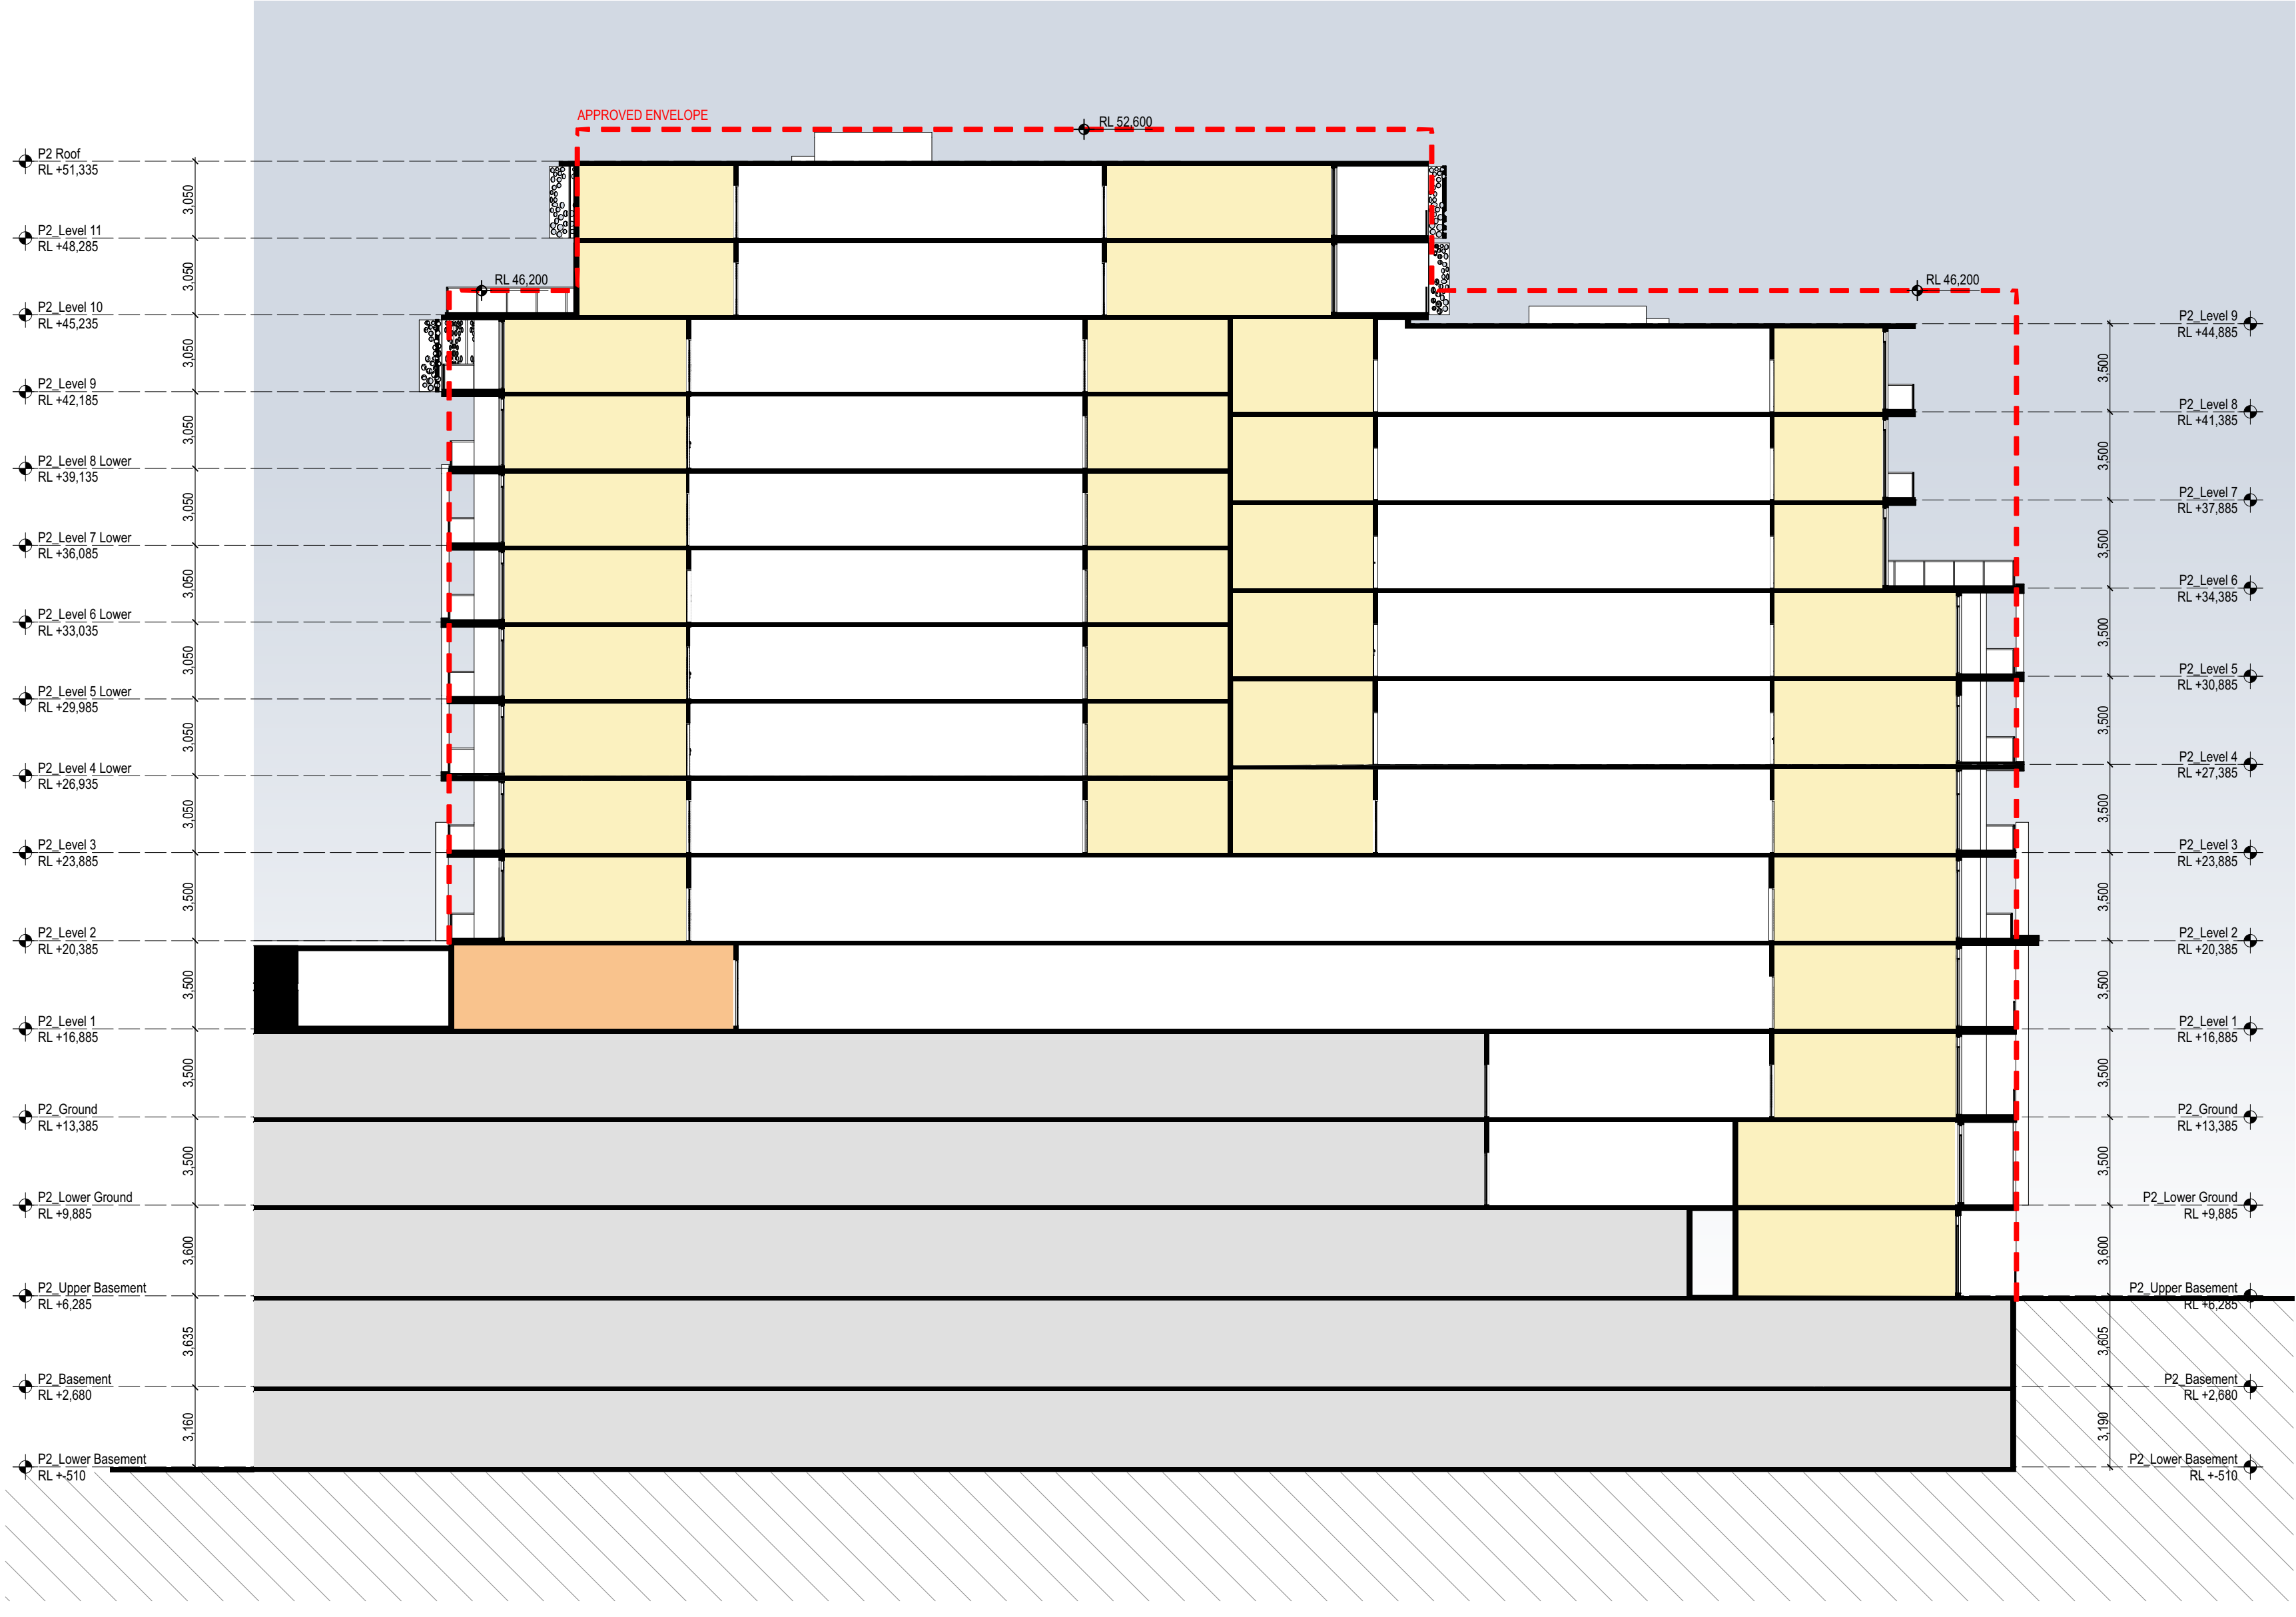 APPROVED ENVELOPE
RL 52,600
RL 46,200
RL 46,200
P2 Roof
RL +51,335
3,050
P2_Level 11
RL +48,285
3,050
P2_Level 10
RL +45,235
3,050
P2_Level 9
RL +42,185
3,050
P2_Level 8 Lower
RL +39,135
3,050
P2_Level 7 Lower
RL +36,085
3,050
P2_Level 6 Lower
RL +33,035
3,050
P2_Level 5 Lower
RL +29,985
3,050
P2_Level 4 Lower
RL +26,935
3,050
P2_Level 3
RL +23,885
3,500
P2_Level 2
RL +20,385
3,500
P2_Level 1
RL +16,885
3,500
P2_Ground
RL +13,385
3,500
P2_Lower Ground
RL +9,885
3,600
P2_Upper Basement
RL +6,285
3,635
P2_Basement
RL +2,680
3,160
P2_Lower Basement
RL +-510
P2_Level 9
RL +44,885
3,500
P2_Level 8
RL +41,385
3,500
P2_Level 7
RL +37,885
3,500
P2_Level 6
RL +34,385
3,500
P2_Level 5
RL +30,885
3,500
P2_Level 4
RL +27,385
3,500
P2_Level 3
RL +23,885
3,500
P2_Level 2
RL +20,385
3,500
P2_Level 1
RL +16,885
3,500
P2_Ground
RL +13,385
3,500
P2_Lower Ground
RL +9,885
3,600
P2_Upper Basement
RL +6,285
3,605
P2_Basement
RL +2,680
3,190
P2_Lower Basement
RL +-510